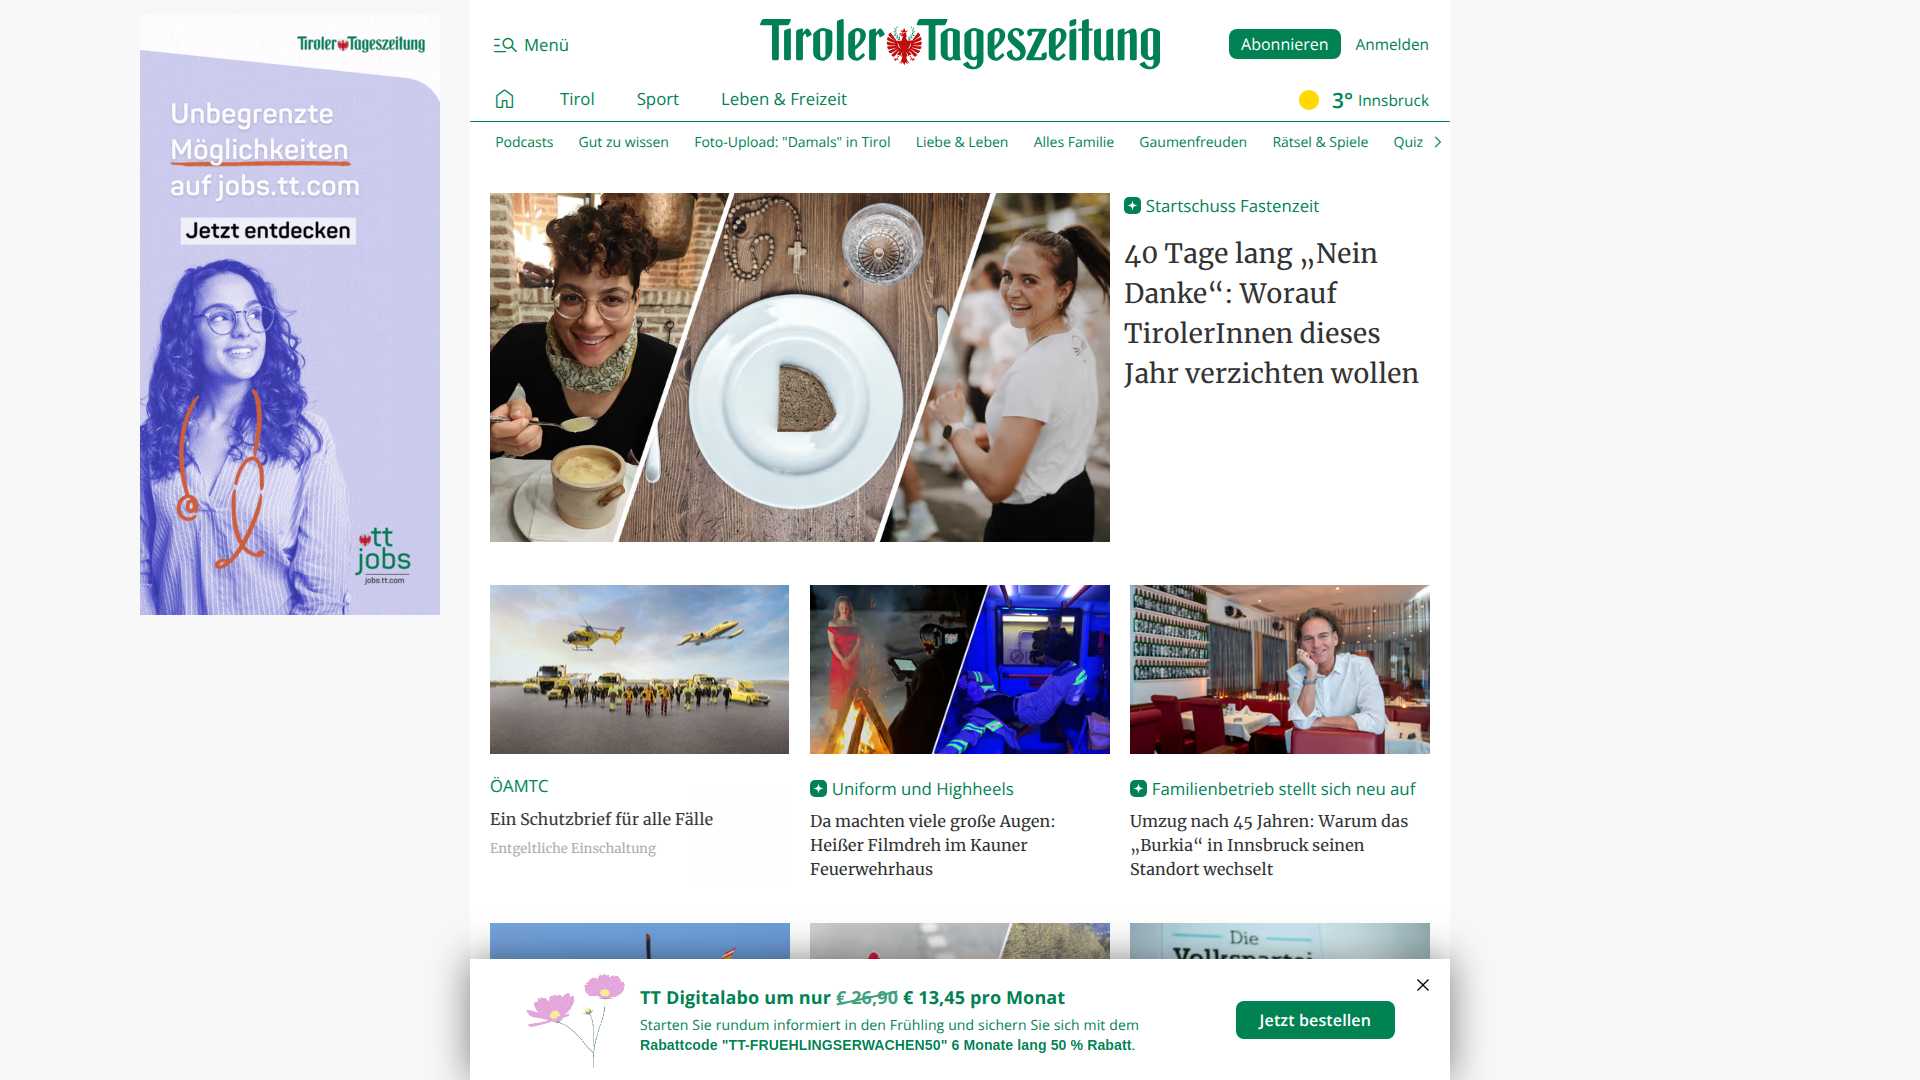 Tiroler Tageszeitung
Unbegrenzte
Möglichkeiten
auf jobs.tt.com
Jetzt entdecken
tt
jobs
jobs.tt.com
Menü
Tiroler Tageszeitung
Abonnieren
Anmelden
Tirol
Sport
Leben & Freizeit
3° Innsbruck
Podcasts
Gut zu wissen
Foto-Upload: "Damals" in Tirol
Liebe & Leben
Alles Familie
Gaumenfreuden
Rätsel & Spiele
Quiz
Startschuss Fastenzeit
40 Tage lang „Nein
Danke“: Worauf
TirolerInnen dieses
Jahr verzichten wollen
ÖAMTC
Ein Schutzbrief für alle Fälle
Entgeltliche Einschaltung
Uniform und Highheels
Da machten viele große Augen:
Heißer Filmdreh im Kauner
Feuerwehrhaus
Familienbetrieb stellt sich neu auf
Umzug nach 45 Jahren: Warum das
„Burkia“ in Innsbruck seinen
Standort wechselt
Die
Volkspartei
TT Digitalabo um nur € 26,90 € 13,45 pro Monat
Starten Sie rundum informiert in den Frühling und sichern Sie sich mit dem
Rabattcode "TT-FRUEHLINGSERWACHEN50" 6 Monate lang 50 % Rabatt.
Jetzt bestellen